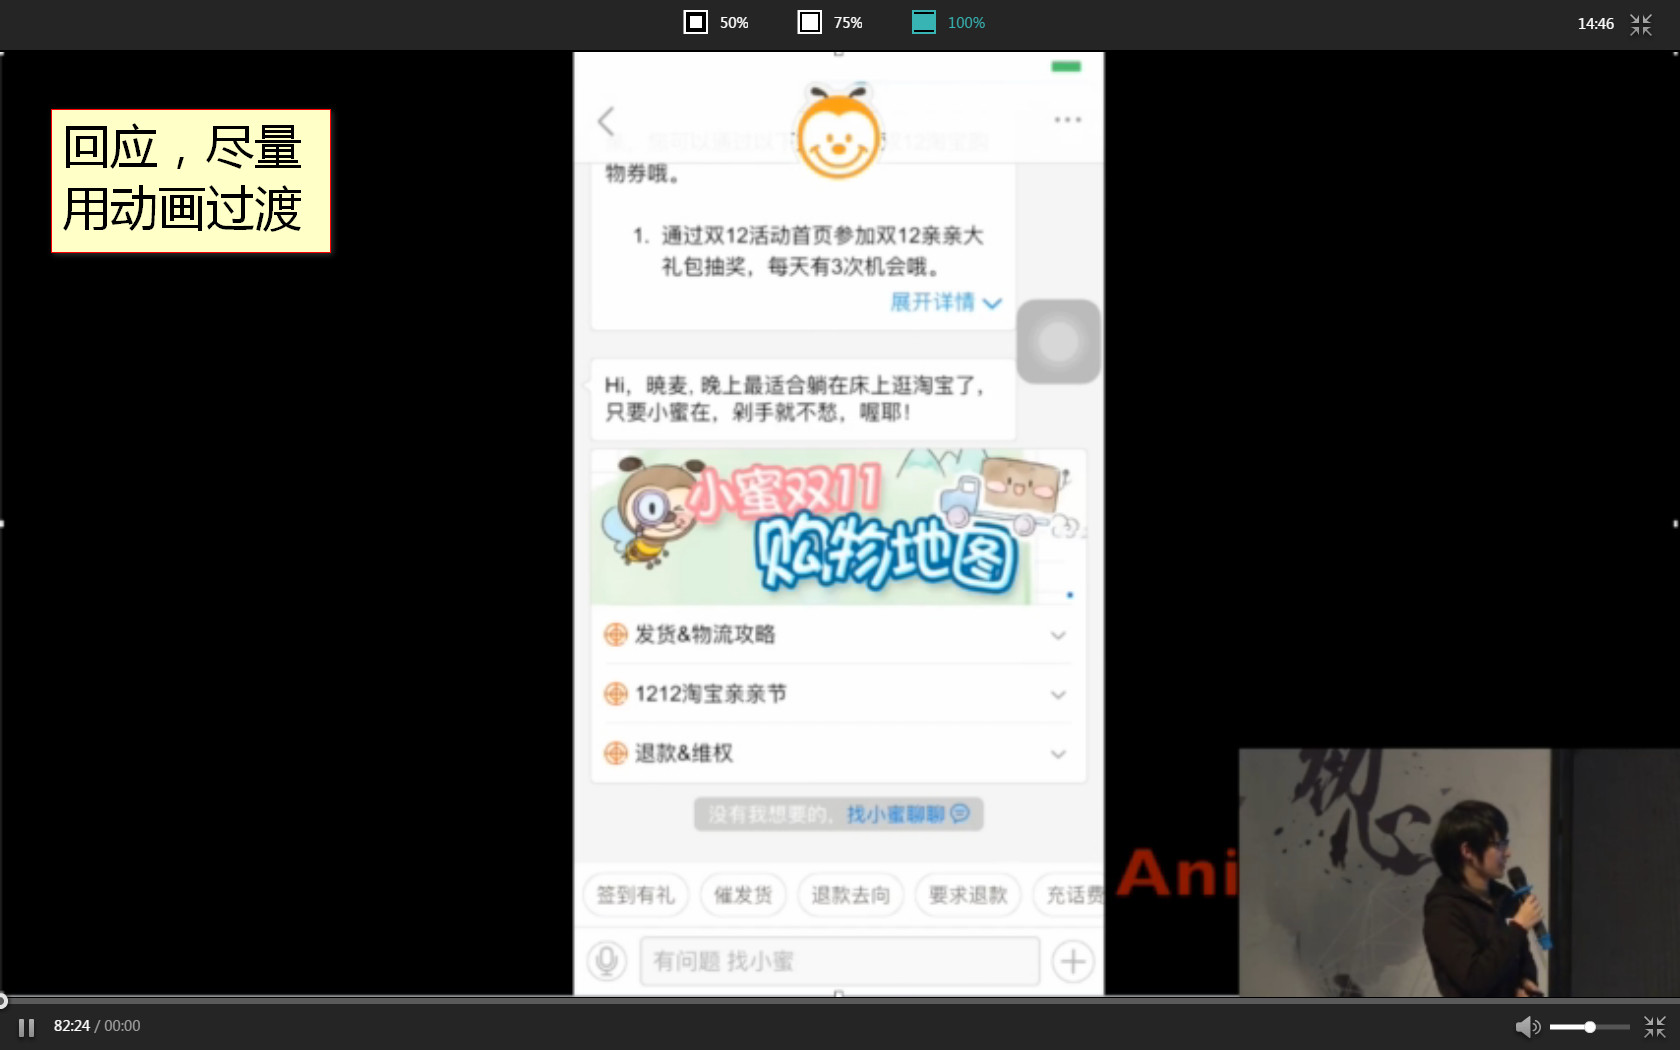 50%
75%
100%
14:46
回应，尽量
用动画过渡
物券哦。
1. 通过双12活动首页参加双12亲亲大
礼包抽奖，每天有3次机会哦。
展开详情
Hi，曉麦, 晚上最适合躺在床上逛淘宝了，
只要小蜜在，剁手就不愁，喔耶！
小蜜双11
购物地图
发货&物流攻略
1212淘宝亲亲节
退款&维权
没有我想要的，找小蜜聊聊
签到有礼
催发货
退款去向
要求退款
充话费
有问题 找小蜜
Ani
初心
82:24 / 00:00